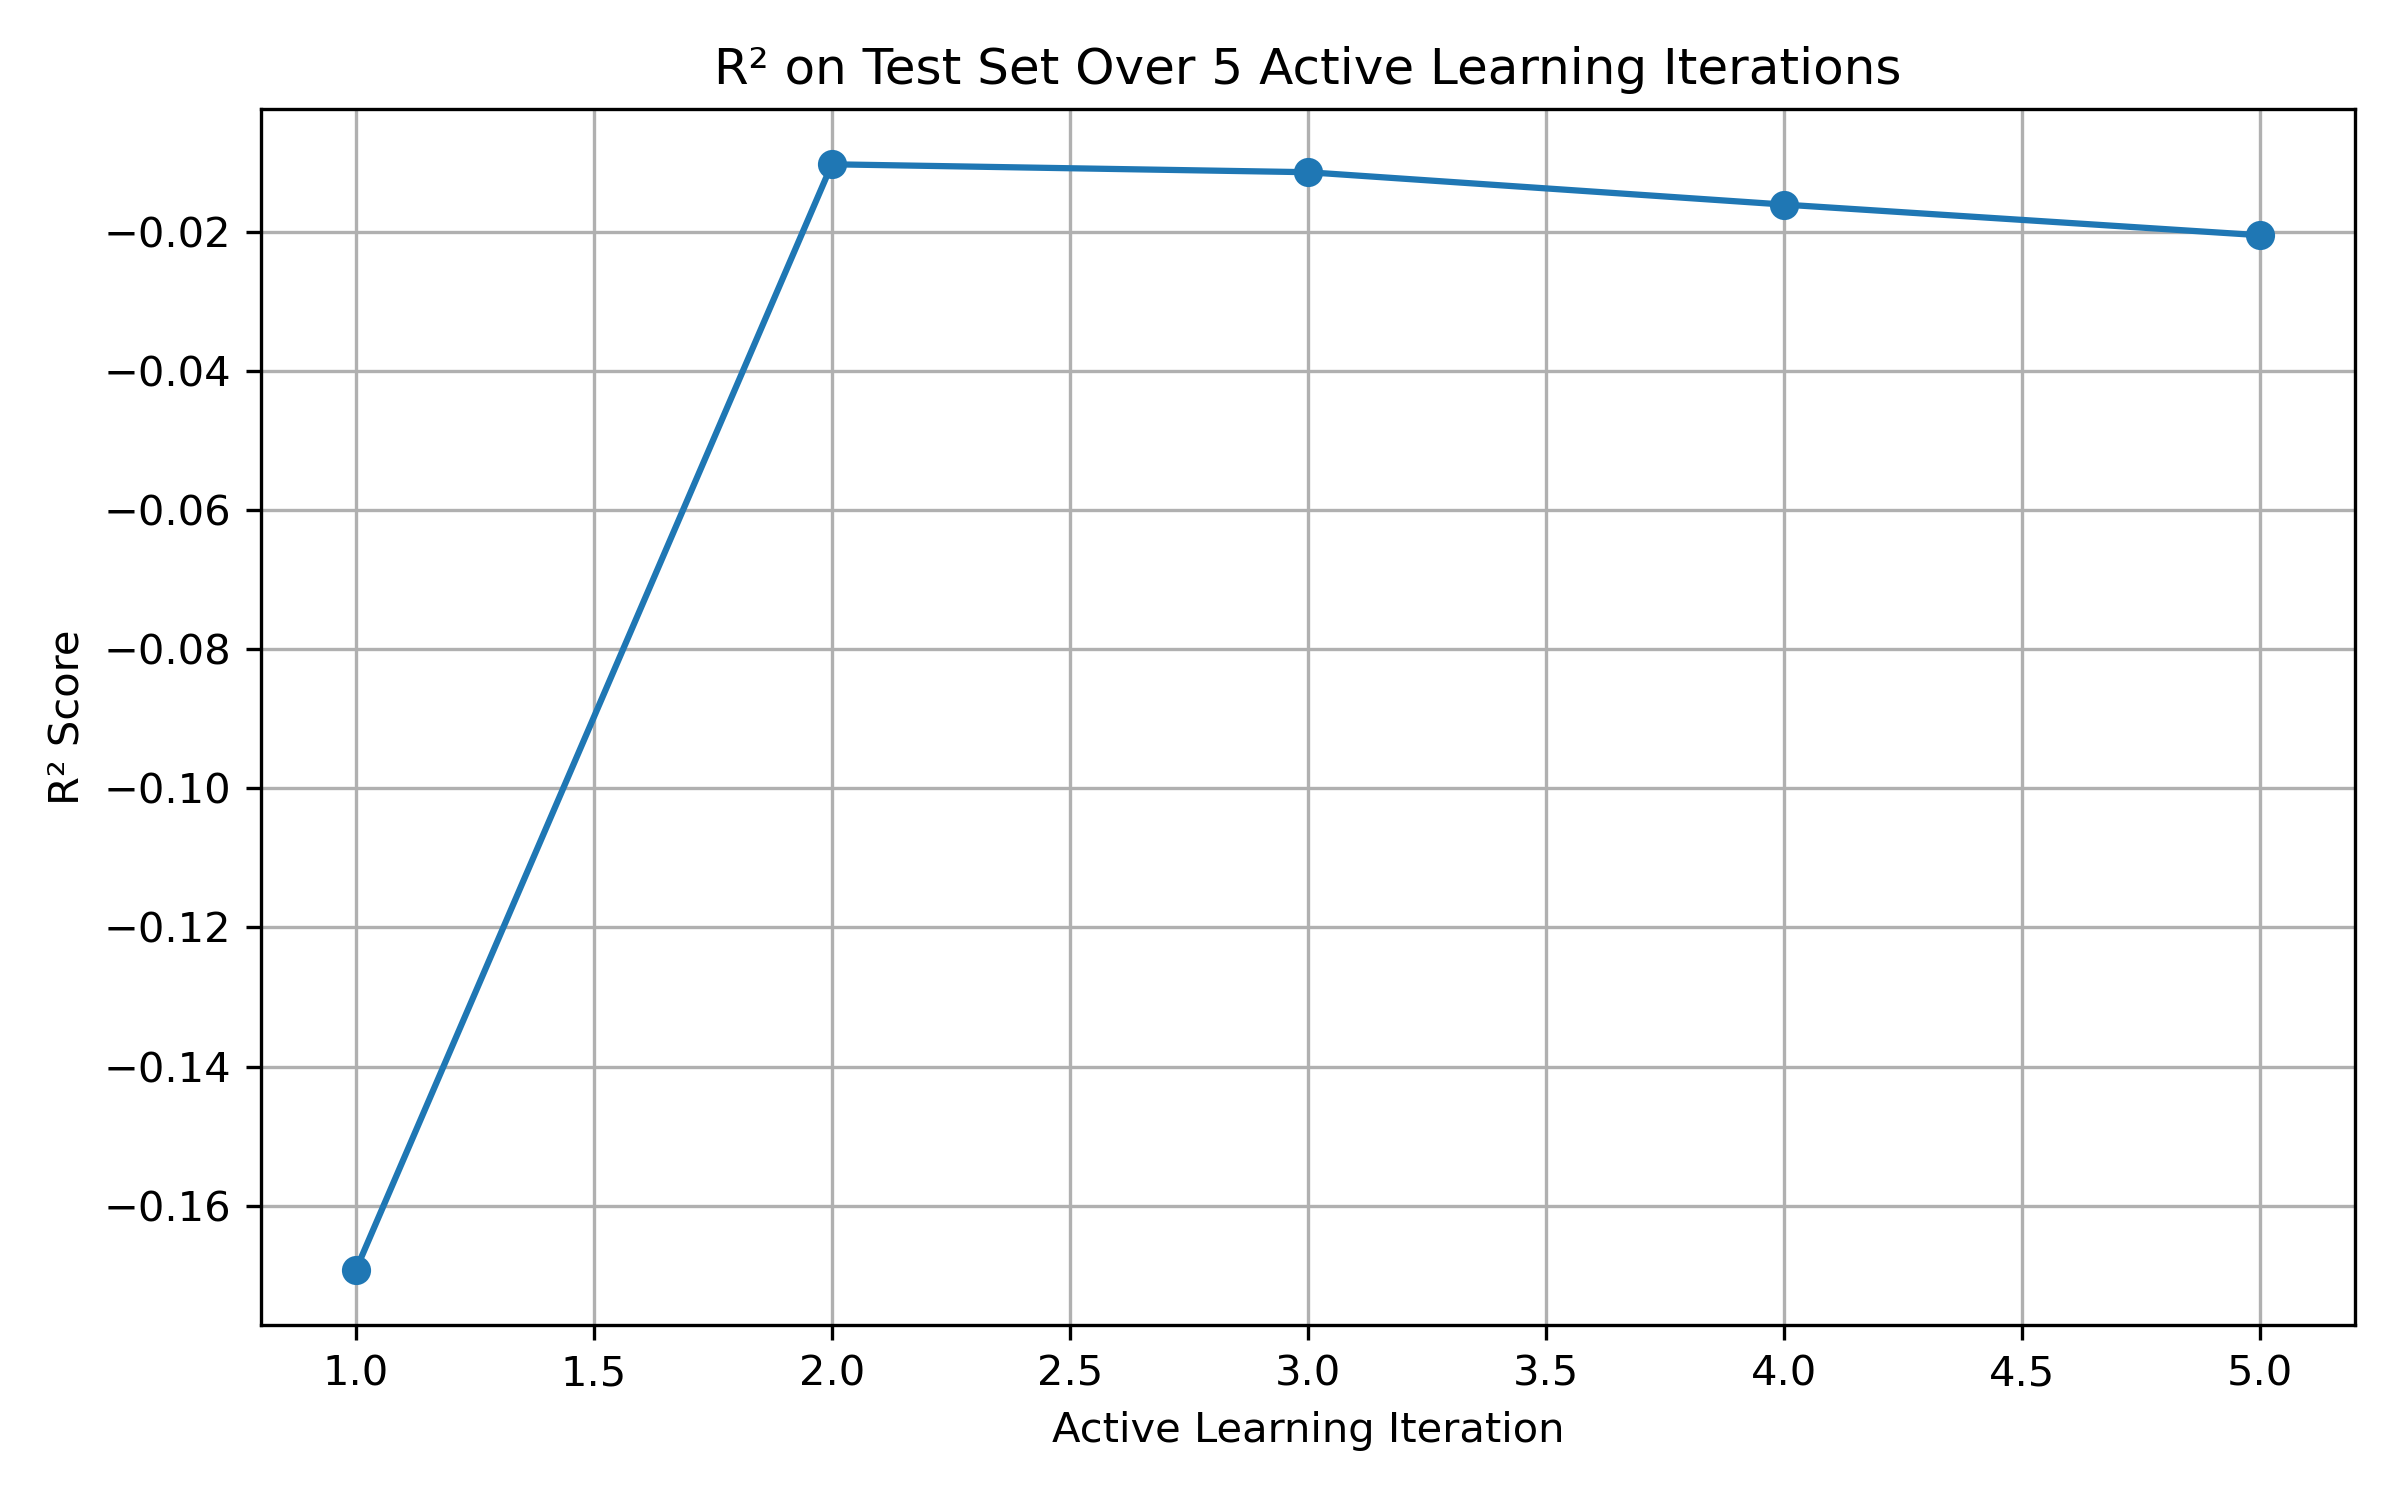 R² on Test Set Over 5 Active Learning Iterations
R² Score
−0.02
−0.04
−0.06
−0.08
−0.10
−0.12
−0.14
−0.16
1.0 1.5 2.0 2.5 3.0 3.5 4.0 4.5 5.0
Active Learning Iteration